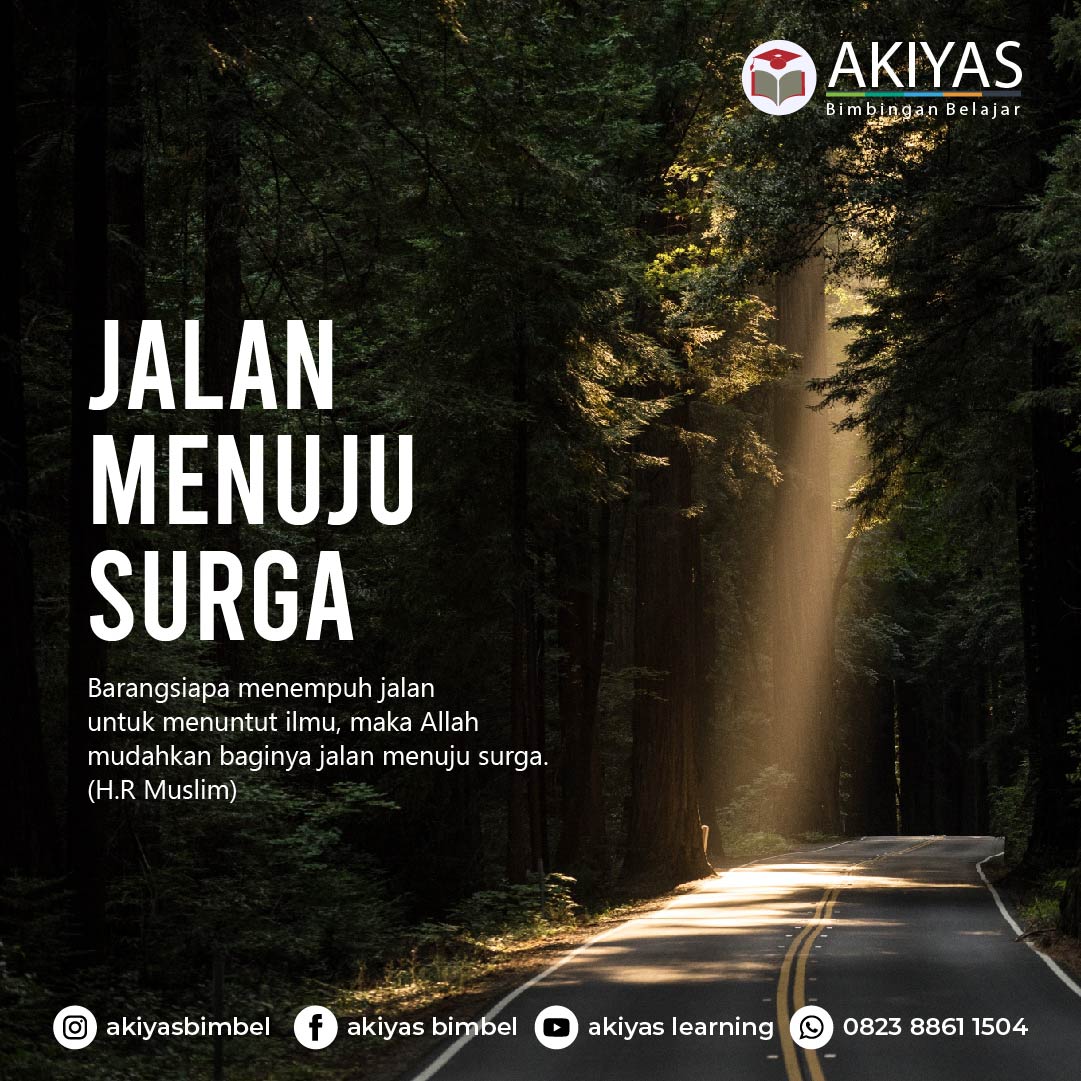 AKIYAS
Bimbingan Belajar
JALAN
MENUJU
SURGA
Barangsiapa menempuh jalan
untuk menuntut ilmu, maka Allah
mudahkan baginya jalan menuju surga.
(H.R Muslim)
akiyasbimbel akiyas bimbel akiyas learning 0823 8861 1504